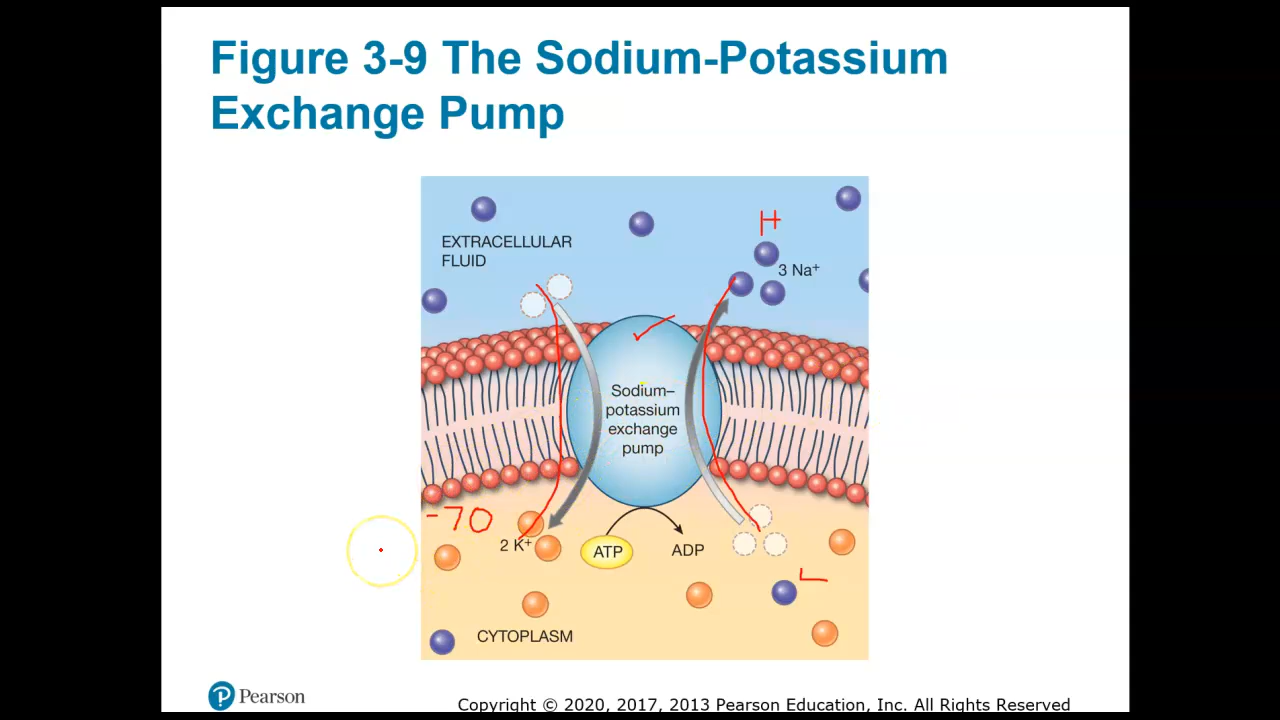 Figure 3-9 The Sodium-Potassium
Exchange Pump
H
EXTRACELLULAR
FLUID
3 Na⁺
Sodium–
potassium
exchange
pump
-70
2 K⁺
ATP
ADP
L
CYTOPLASM
Pearson
Copyright © 2020, 2017, 2013 Pearson Education, Inc. All Rights Reserved